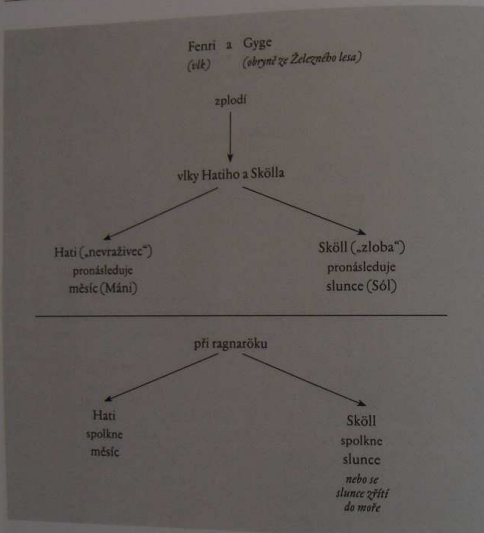 Fenri a Gyge
(vlk) (obryně ze Železného lesa)
zplodí
vlky Hatiho a Skölla
Hati („nevraživec“)
pronásleduje
měsíc (Máni)
Sköll („zloba“)
pronásleduje
slunce (Sól)
při ragnaröku
Hati
spolkne
měsíc
Sköll
spolkne
slunce
nebo se
slunce zřítí
do moře